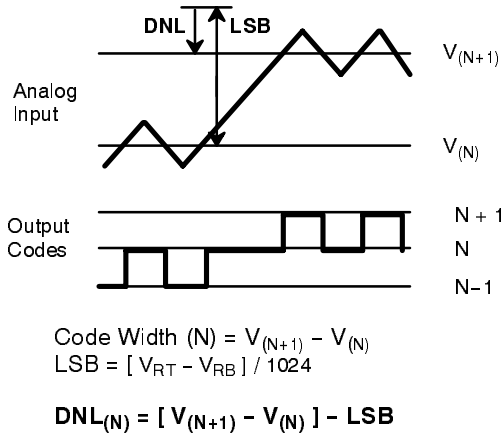 DNL LSB
V(N+1)
Analog
Input
V(N)
Output
Codes
N + 1
N
N−1
Code Width (N) = V(N+1) − V(N)
LSB = [ VRT − VRB ] / 1024
DNL(N) = [ V(N+1) − V(N) ] − LSB